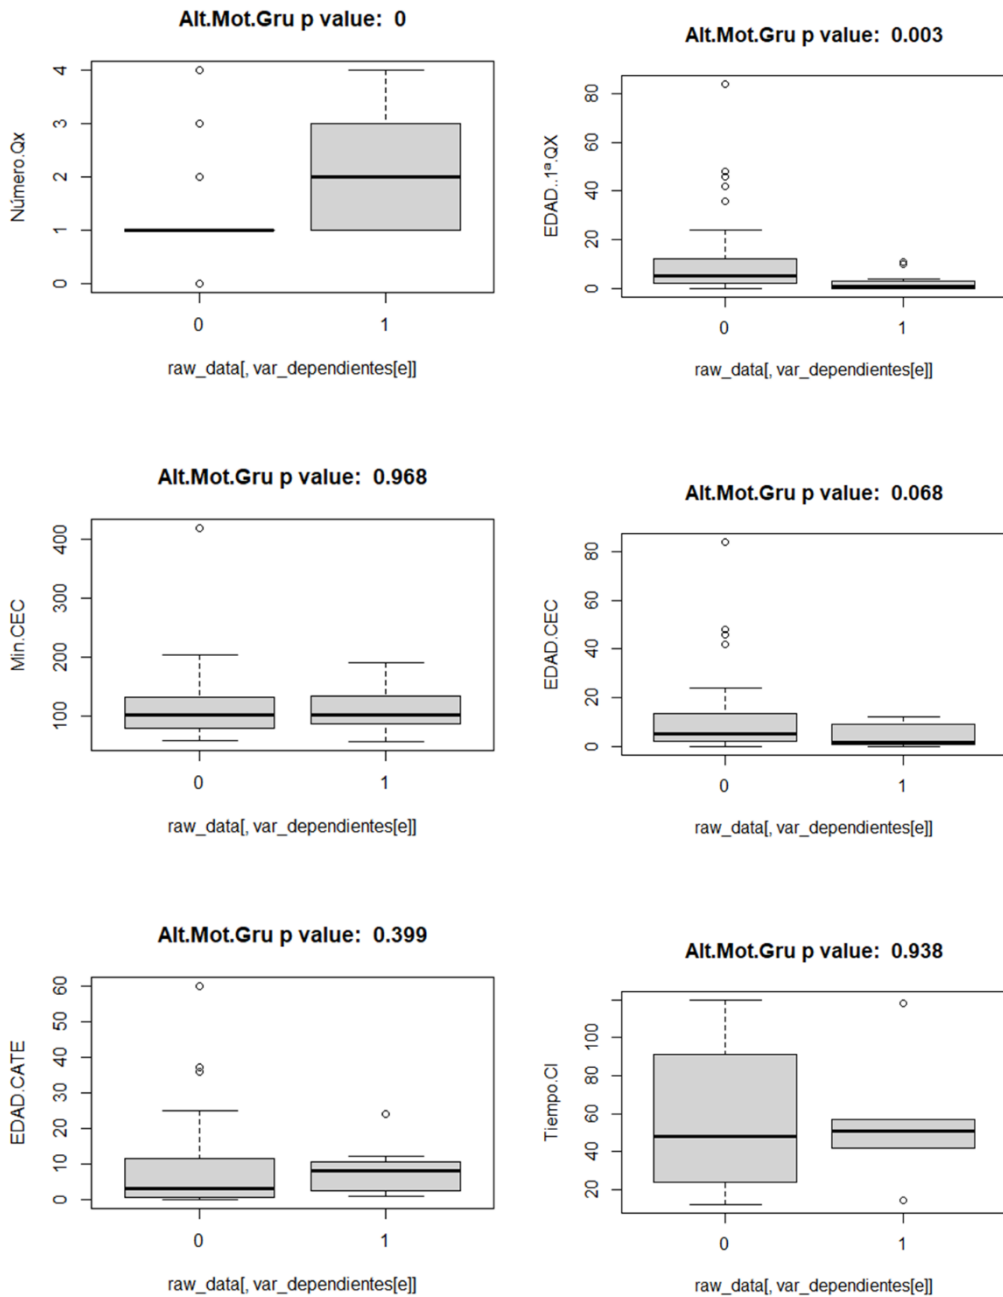 Alt.Mot.Gru p value: 0
Número.Qx
4
3
2
1
0
0 1
raw_data[, var_dependientes[e]]
Alt.Mot.Gru p value: 0.003
EDAD..1ª.QX
80
60
40
20
0
0 1
raw_data[, var_dependientes[e]]
Alt.Mot.Gru p value: 0.968
Min.CEC
400
300
200
100
0 1
raw_data[, var_dependientes[e]]
Alt.Mot.Gru p value: 0.068
EDAD.CEC
80
60
40
20
0
0 1
raw_data[, var_dependientes[e]]
Alt.Mot.Gru p value: 0.399
EDAD.CATE
60
50
40
30
20
10
0
0 1
raw_data[, var_dependientes[e]]
Alt.Mot.Gru p value: 0.938
Tiempo.CI
100
80
60
40
20
0 1
raw_data[, var_dependientes[e]]